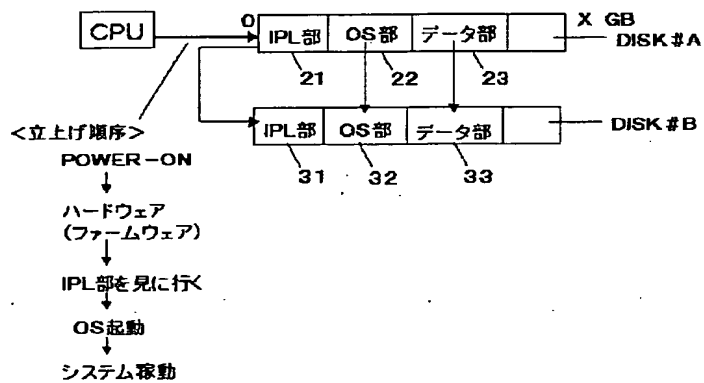 CPU
0
X GB
IPL部 OS部 データ部
DISK #A
21 22 23
IPL部 OS部 データ部
DISK #B
31 32 33
<立上げ順序>
POWER-ON
ハードウェア
(ファームウェア)
IPL部を見に行く
OS起動
システム稼動